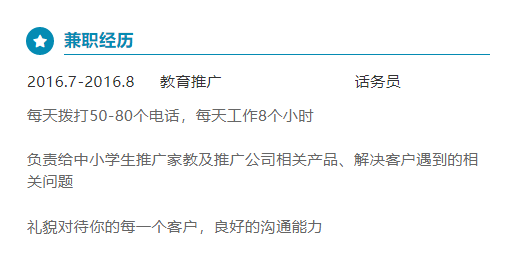 兼职经历
2016.7-2016.8 教育推广 话务员
每天拨打50-80个电话，每天工作8个小时
负责给中小学生推广家教及推广公司相关产品、解决客户遇到的相
关问题
礼貌对待你的每一个客户，良好的沟通能力